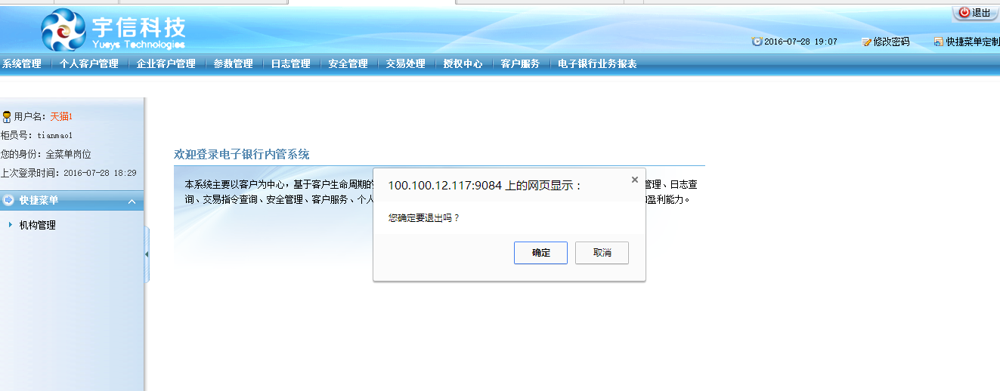 宇信科技
Yusys Technologies
退出
2016-07-28 19:07
修改密码
快捷菜单定制
系统管理 个人客户管理 企业客户管理 参数管理 日志管理 安全管理 交易处理 授权中心 客户服务 电子银行业务报表
用户名：天猫1
柜员号：tianmao1
您的身份：全菜单岗位
上次登录时间：2016-07-28 18:29
快捷菜单
机构管理
欢迎登录电子银行内管系统
本系统主要以客户为中心，基于客户生命周期的 管理、日志查
询、交易指令查询、安全管理、客户服务、个人 盈利能力。
100.100.12.117:9084 上的网页显示：
您确定要退出吗？
确定 取消